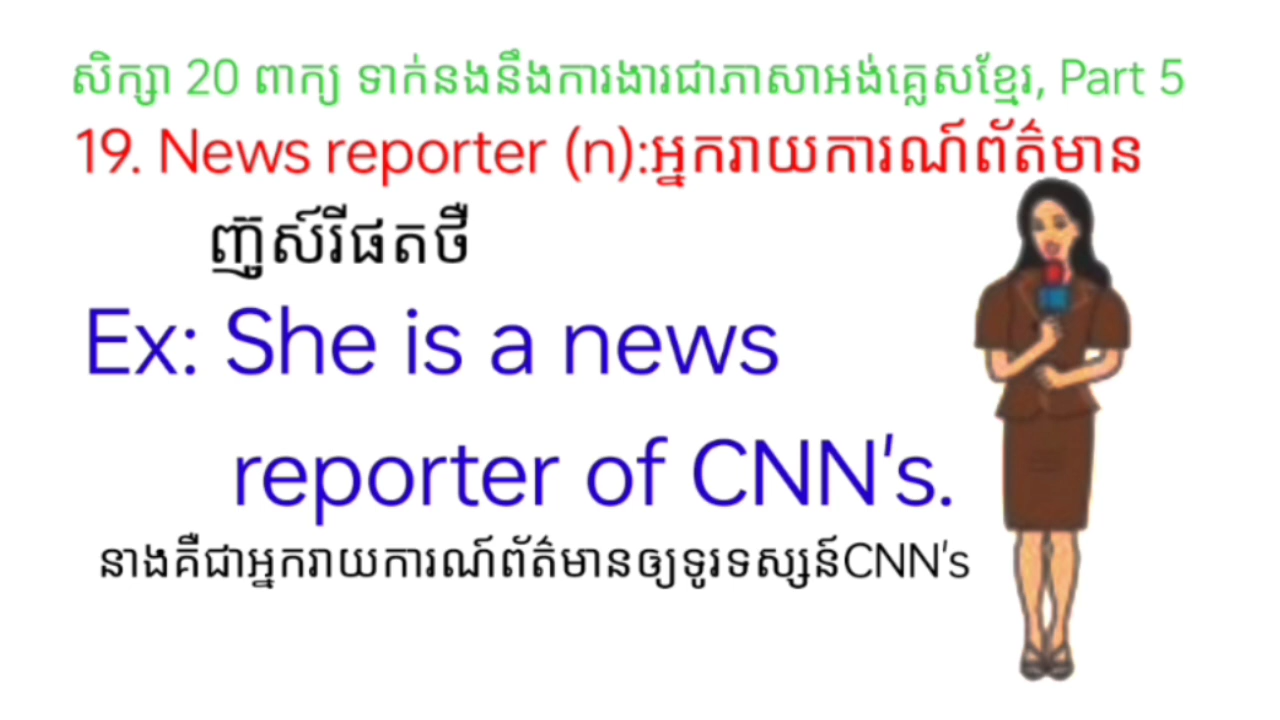 សិក្សា 20 ពាក្យ ទាក់នងនឹងការងារជាភាសាអង់គ្លេសខ្មែរ, Part 5
19. News reporter (n):អ្នករាយការណ៍ព័ត៌មាន
ញ៉ូស៍រីផតថឺ
Ex: She is a news
reporter of CNN's.
នាងគឺជាអ្នករាយការណ៍ព័ត៌មានឲ្យទូរទស្សន៍CNN's